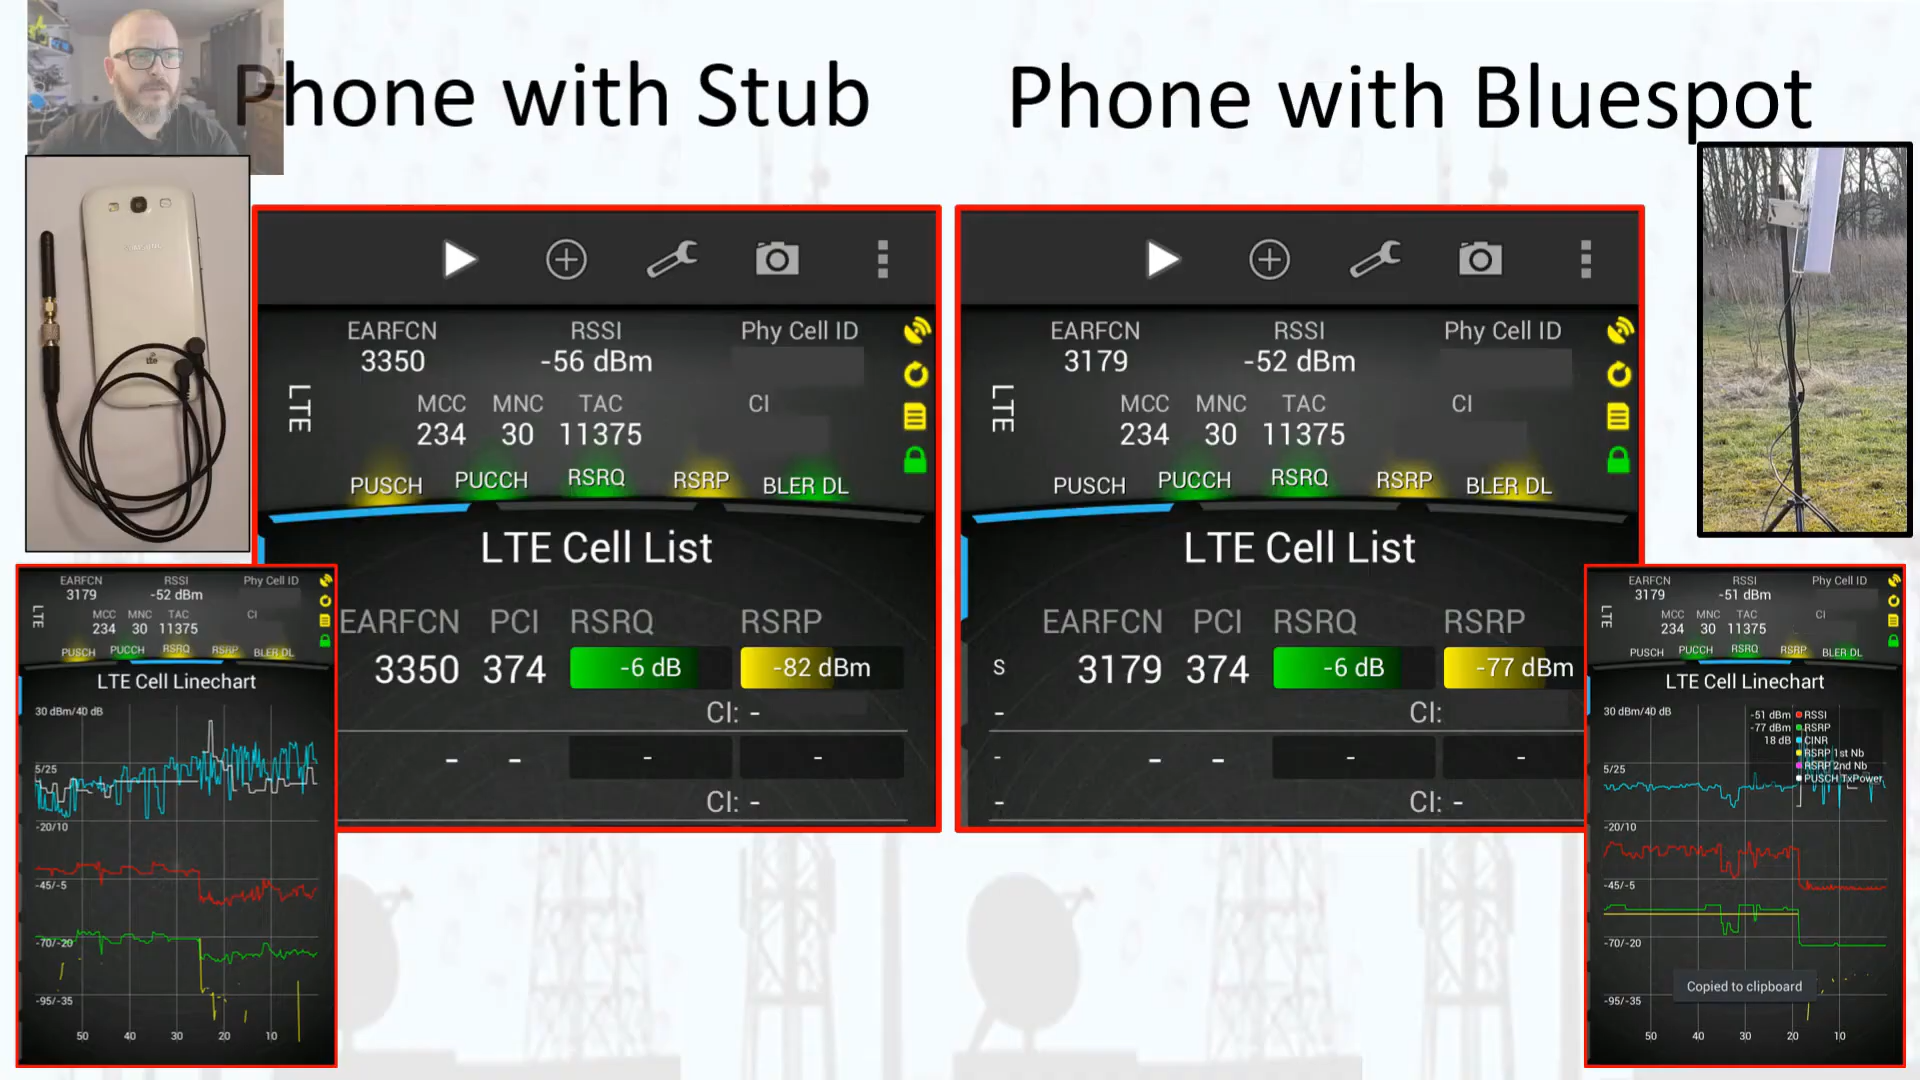 Phone with Stub
Phone with Bluespot
EARFCN RSSI Phy Cell ID
3350 -56 dBm
LTE
MCC MNC TAC CI
234 30 11375
PUSCH PUCCH RSRQ RSRP BLER DL
LTE Cell List
EARFCN PCI RSRQ RSRP
3350 374 -6 dB -82 dBm
CI: -
- - - -
CI: -
EARFCN RSSI Phy Cell ID
3179 -52 dBm
LTE
MCC MNC TAC CI
234 30 11375
PUSCH PUCCH RSRQ RSRP BLER DL
LTE Cell List
EARFCN PCI RSRQ RSRP
S 3179 374 -6 dB -77 dBm
- CI:
- - - - -
- CI: -
EARFCN RSSI Phy Cell ID
3179 -52 dBm
LTE
MCC MNC TAC CI
234 30 11375
PUSCH PUCCH RSRQ RSRP BLER DL
LTE Cell Linechart
30 dBm/40 dB
5/25
-20/10
-45/-5
-70/-20
-95/-35
50 40 30 20 10
EARFCN RSSI Phy Cell ID
3179 -51 dBm
LTE
MCC MNC TAC CI
234 30 11375
PUSCH PUCCH RSRQ RSRP BLER DL
LTE Cell Linechart
30 dBm/40 dB
-51 dBm RSSI
-77 dBm RSRP
18 dB CINR
RSRP 1st Nb
RSRP 2nd Nb
PUSCH TxPower
5/25
-20/10
-45/-5
-70/-20
Copied to clipboard
-95/-35
50 40 30 20 10